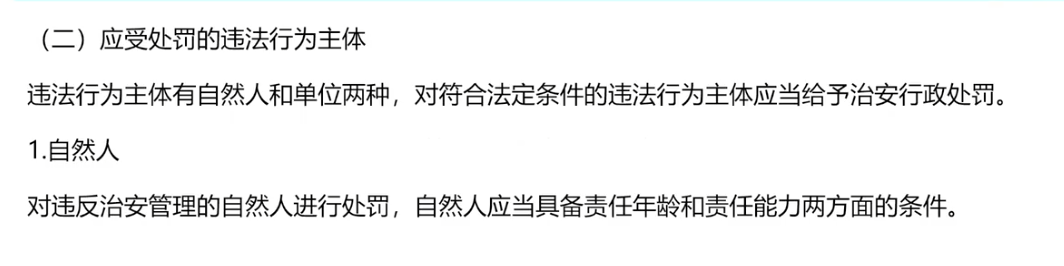 （二）应受处罚的违法行为主体
违法行为主体有自然人和单位两种，对符合法定条件的违法行为主体应当给予治安行政处罚。
1.自然人
对违反治安管理的自然人进行处罚，自然人应当具备责任年龄和责任能力两方面的条件。